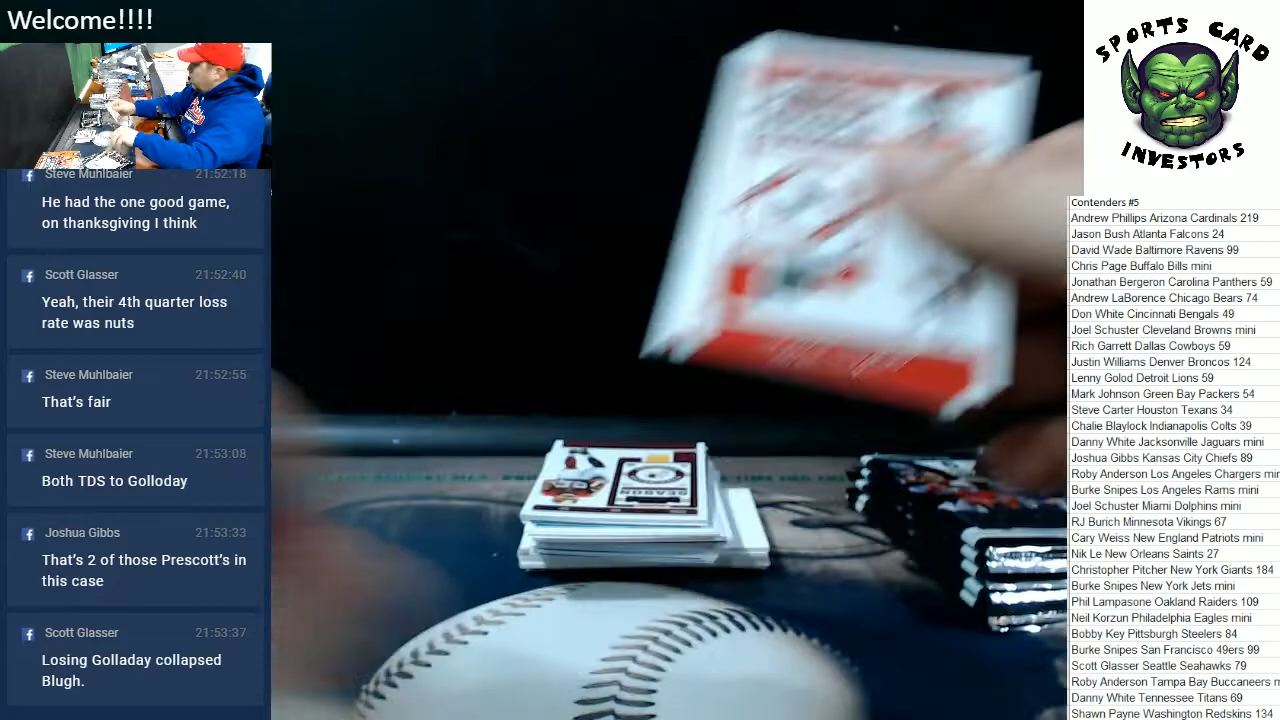 Welcome!!!!
Steve Muhlbaier 21:52:18
He had the one good game,
on thanksgiving I think
Scott Glasser 21:52:40
Yeah, their 4th quarter loss
rate was nuts
Steve Muhlbaier 21:52:55
That's fair
Steve Muhlbaier 21:53:08
Both TDS to Golloday
Joshua Gibbs 21:53:33
That's 2 of those Prescott's in
this case
Scott Glasser 21:53:37
Losing Golladay collapsed
Blugh.
SEASON
SPORTS CARD
INVESTORS
Contenders #5
Andrew Phillips Arizona Cardinals 219
Jason Bush Atlanta Falcons 24
David Wade Baltimore Ravens 99
Chris Page Buffalo Bills mini
Jonathan Bergeron Carolina Panthers 59
Andrew LaBorence Chicago Bears 74
Don White Cincinnati Bengals 49
Joel Schuster Cleveland Browns mini
Rich Garrett Dallas Cowboys 59
Justin Williams Denver Broncos 124
Lenny Golod Detroit Lions 59
Mark Johnson Green Bay Packers 54
Steve Carter Houston Texans 34
Chalie Blaylock Indianapolis Colts 39
Danny White Jacksonville Jaguars mini
Joshua Gibbs Kansas City Chiefs 89
Roby Anderson Los Angeles Chargers mi
Burke Snipes Los Angeles Rams mini
Joel Schuster Miami Dolphins mini
RJ Burich Minnesota Vikings 67
Cary Weiss New England Patriots mini
Nik Le New Orleans Saints 27
Christopher Pitcher New York Giants 184
Burke Snipes New York Jets mini
Phil Lampasone Oakland Raiders 109
Neil Korzun Philadelphia Eagles mini
Bobby Key Pittsburgh Steelers 84
Burke Snipes San Francisco 49ers 99
Scott Glasser Seattle Seahawks 79
Roby Anderson Tampa Bay Buccaneers m
Danny White Tennessee Titans 69
Shawn Payne Washington Redskins 134